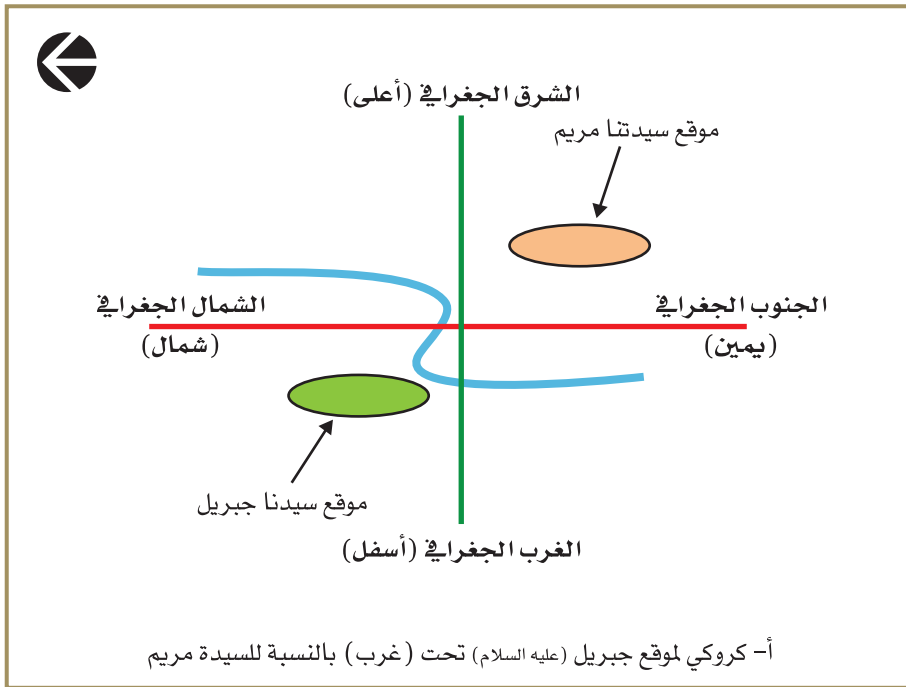 الشرق الجغرافي (أعلى)
موقع سيدتنا مريم
الجنوب الجغرافي
(يمين)
الشمال الجغرافي
(شمال)
موقع سيدنا جبريل
الغرب الجغرافي (أسفل)
أ- كروكي لموقع جبريل (عليه السلام) تحت (غرب) بالنسبة للسيدة مريم